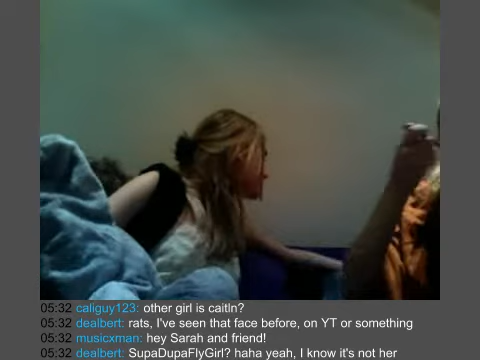 05:32 caliguy123: other girl is caitln?
05:32 dealbert: rats, I've seen that face before, on YT or something
05:32 musicxman: hey Sarah and friend!
05:32 dealbert: SupaDupaFlyGirl? haha yeah, I know it's not her